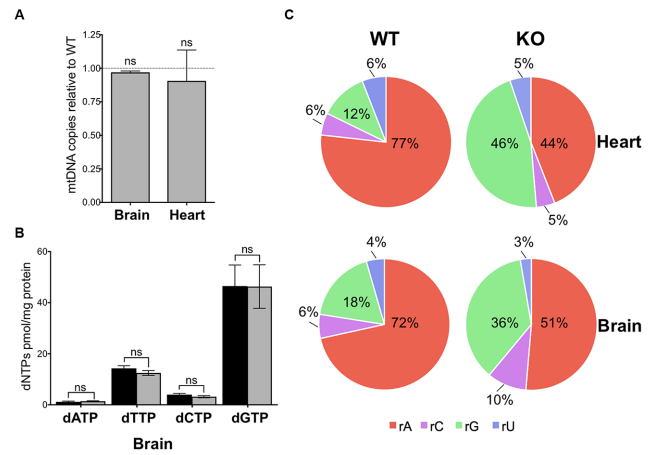 A
mtDNA copies relative to WT
1.25
1.00
0.75
0.50
0.25
0.00
ns
ns
Brain
Heart
B
dNTPs pmol/mg protein
60
40
20
0
ns
ns
ns
ns
dATP
dTTP
dCTP
dGTP
Brain
C
WT
KO
6%
6%
12%
77%
5%
46%
44%
5%
Heart
4%
6%
18%
72%
3%
36%
51%
10%
Brain
rA
rC
rG
rU